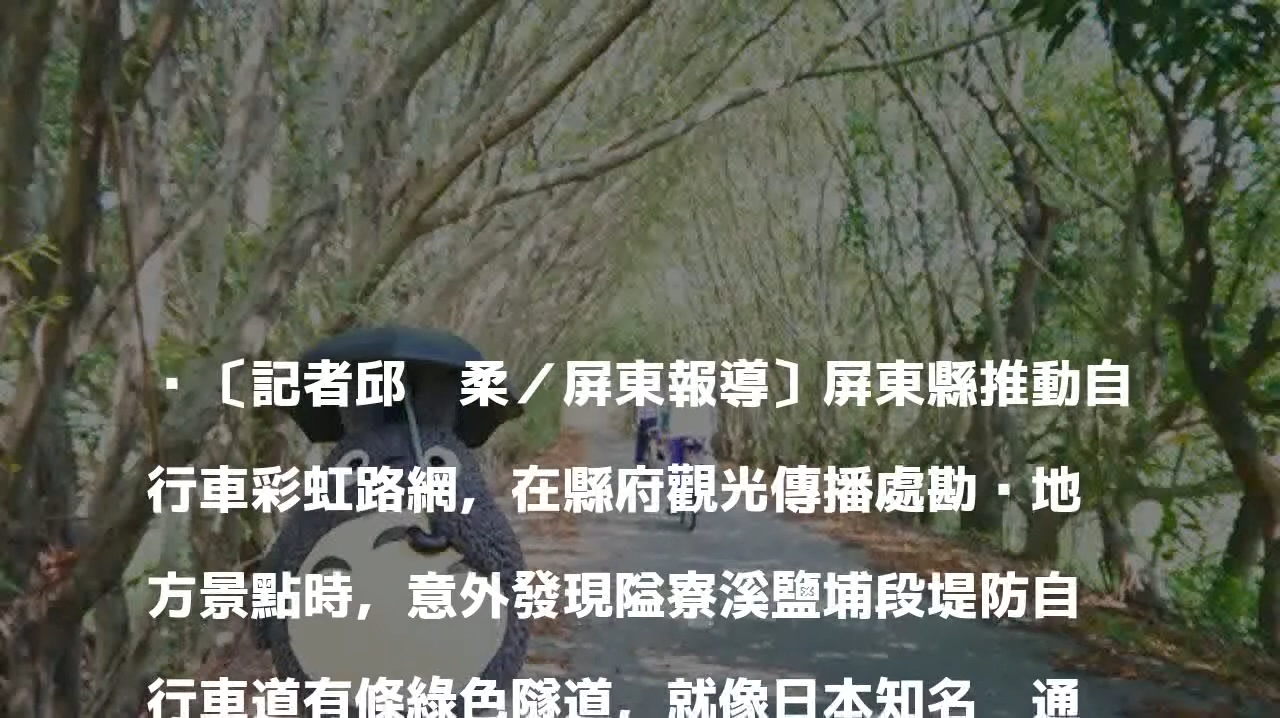 ▪〔記者邱　柔／屏東報導〕屏東縣推動自
行車彩虹路網，在縣府觀光傳播處勘▪地
方景點時，意外發現隘寮溪鹽埔段堤防自
行車道有條綠色隧道，就像日本知名　通